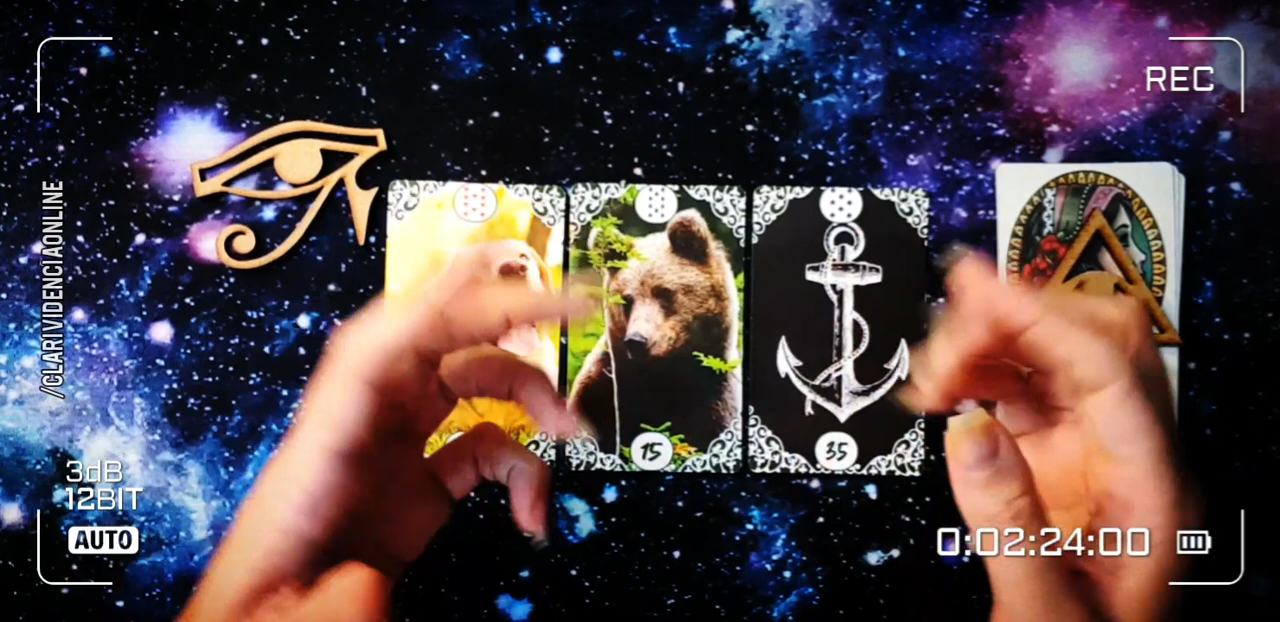 REC
/CLARIVIDENCIAONLINE
15
35
3dB
12BIT
AUTO
0:02:24:00